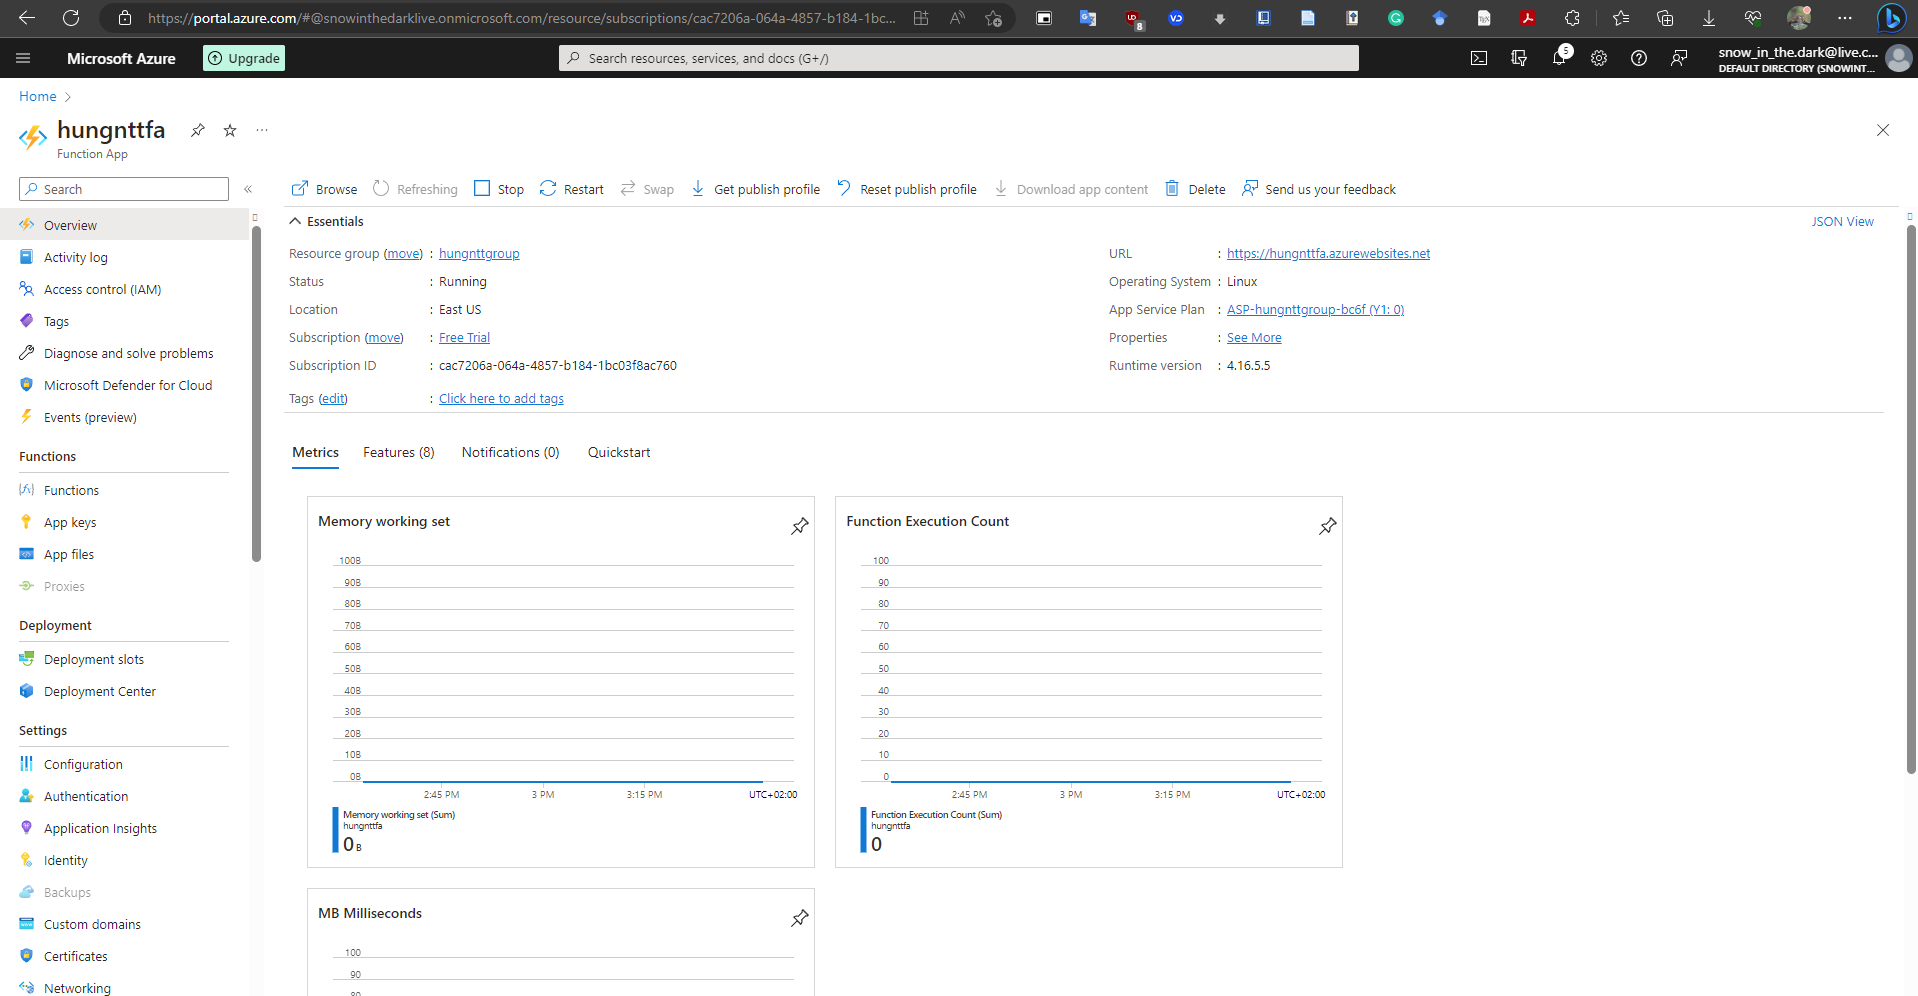 https://portal.azure.com/#@snowinthedarklive.onmicrosoft.com/resource/subscriptions/cac7206a-064a-4857-b184-1bc...
8
Microsoft Azure
Upgrade
Search resources, services, and docs (G+/)
5
snow_in_the.dark@live.c...
DEFAULT DIRECTORY (SNOWINT...
Home
hungnttfa
Function App
Search
Browse Refreshing Stop Restart Swap Get publish profile Reset publish profile Download app content Delete Send us your feedback
Overview
Activity log
Access control (IAM)
Tags
Diagnose and solve problems
Microsoft Defender for Cloud
Events (preview)
Functions
Functions
App keys
App files
Proxies
Deployment
Deployment slots
Deployment Center
Settings
Configuration
Authentication
Application Insights
Identity
Backups
Custom domains
Certificates
Networking
Essentials
JSON View
Resource group (move) : hungnttgroup
Status : Running
Location : East US
Subscription (move) : Free Trial
Subscription ID : cac7206a-064a-4857-b184-1bc03f8ac760
Tags (edit) : Click here to add tags
URL : https://hungnttfa.azurewebsites.net
Operating System : Linux
App Service Plan : ASP-hungnttgroup-bc6f (Y1: 0)
Properties : See More
Runtime version : 4.16.5.5
Metrics Features (8) Notifications (0) Quickstart
Memory working set
100B
90B
80B
70B
60B
50B
40B
30B
20B
10B
0B
2:45 PM 3 PM 3:15 PM UTC+02:00
Memory working set (Sum)
hungnttfa
0 B
Function Execution Count
100
90
80
70
60
50
40
30
20
10
0
2:45 PM 3 PM 3:15 PM UTC+02:00
Function Execution Count (Sum)
hungnttfa
0
MB Milliseconds
100
90
80